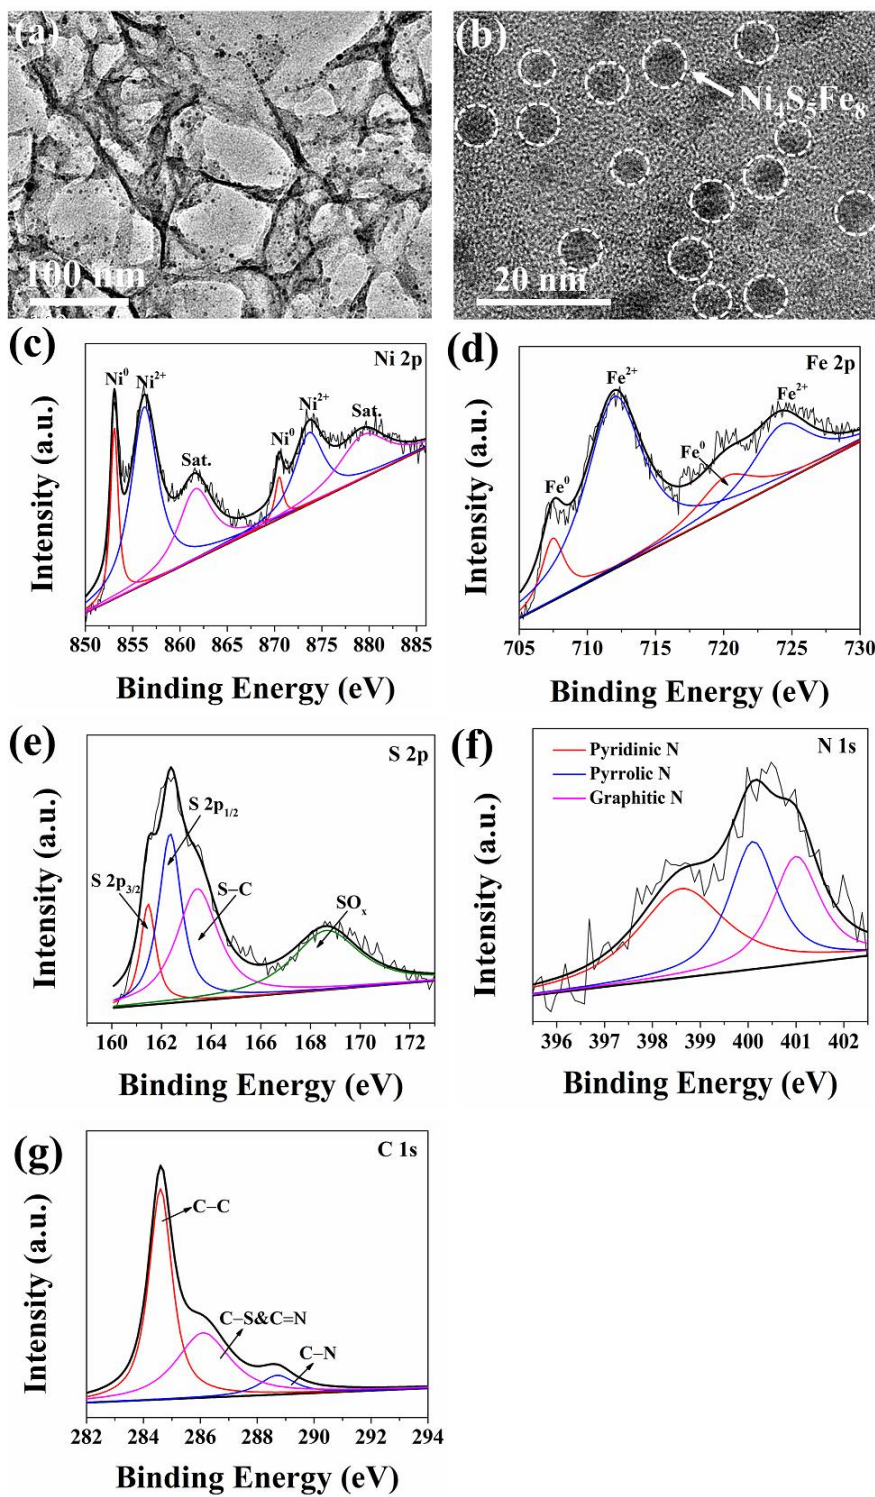 (a)
100 nm
(b)
Ni₄S₅Fe₈
20 nm
(c)
Ni 2p
Ni⁰
Ni²⁺
Sat.
Ni⁰
Ni²⁺
Sat.
Intensity (a.u.)
850 855 860 865 870 875 880 885
Binding Energy (eV)
(d)
Fe 2p
Fe⁰
Fe²⁺
Fe⁰
Fe²⁺
Intensity (a.u.)
705 710 715 720 725 730
Binding Energy (eV)
(e)
S 2p
S 2p₁/₂
S 2p₃/₂
S–C
SOₓ
Intensity (a.u.)
160 162 164 166 168 170 172
Binding Energy (eV)
(f)
N 1s
Pyridinic N
Pyrrolic N
Graphitic N
Intensity (a.u.)
396 397 398 399 400 401 402
Binding Energy (eV)
(g)
C 1s
C–C
C–S&C=N
C–N
Intensity (a.u.)
282 284 286 288 290 292 294
Binding Energy (eV)